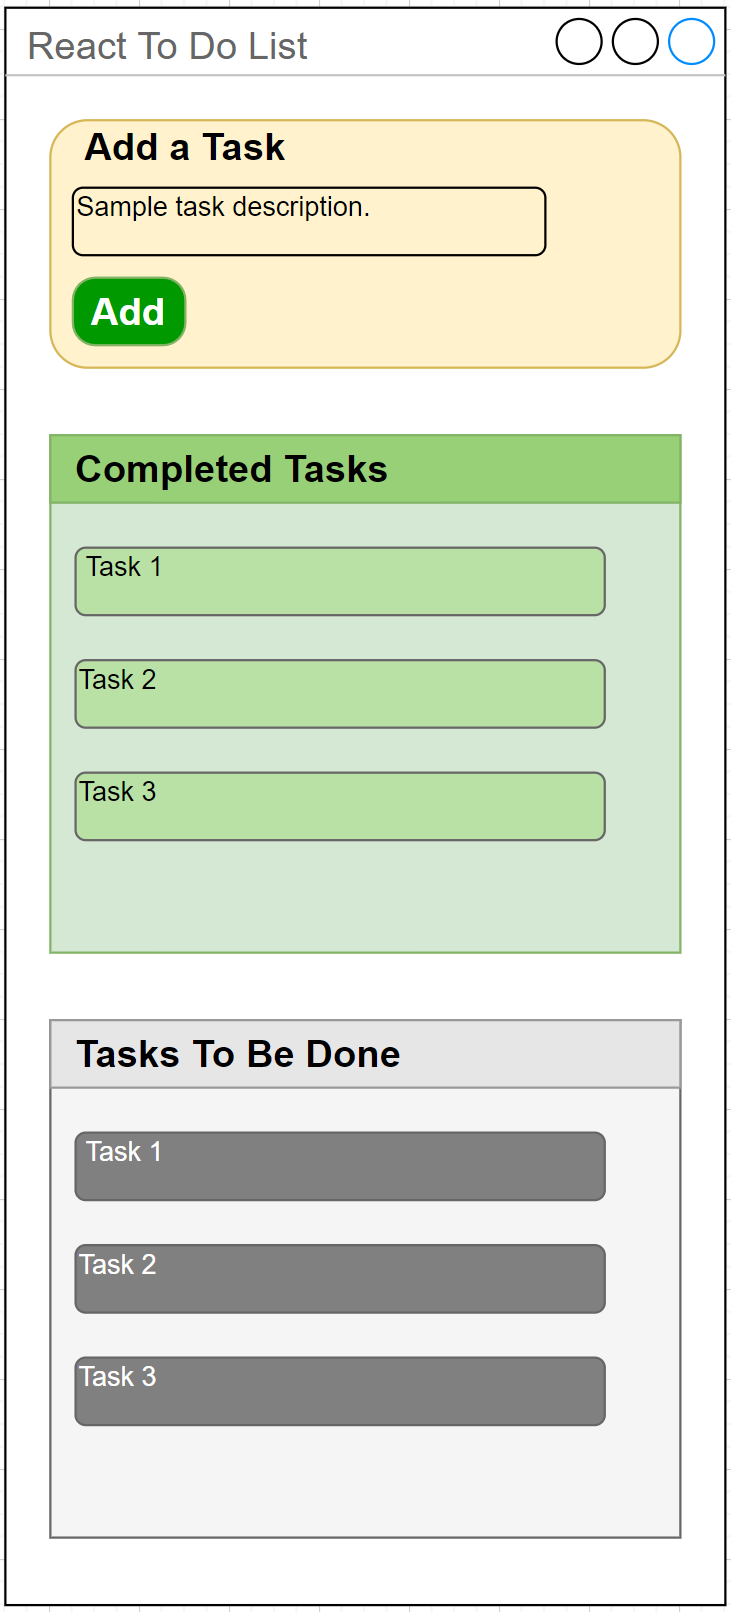 React To Do List
Add a Task
Sample task description.
Add
Completed Tasks
Task 1
Task 2
Task 3
Tasks To Be Done
Task 1
Task 2
Task 3